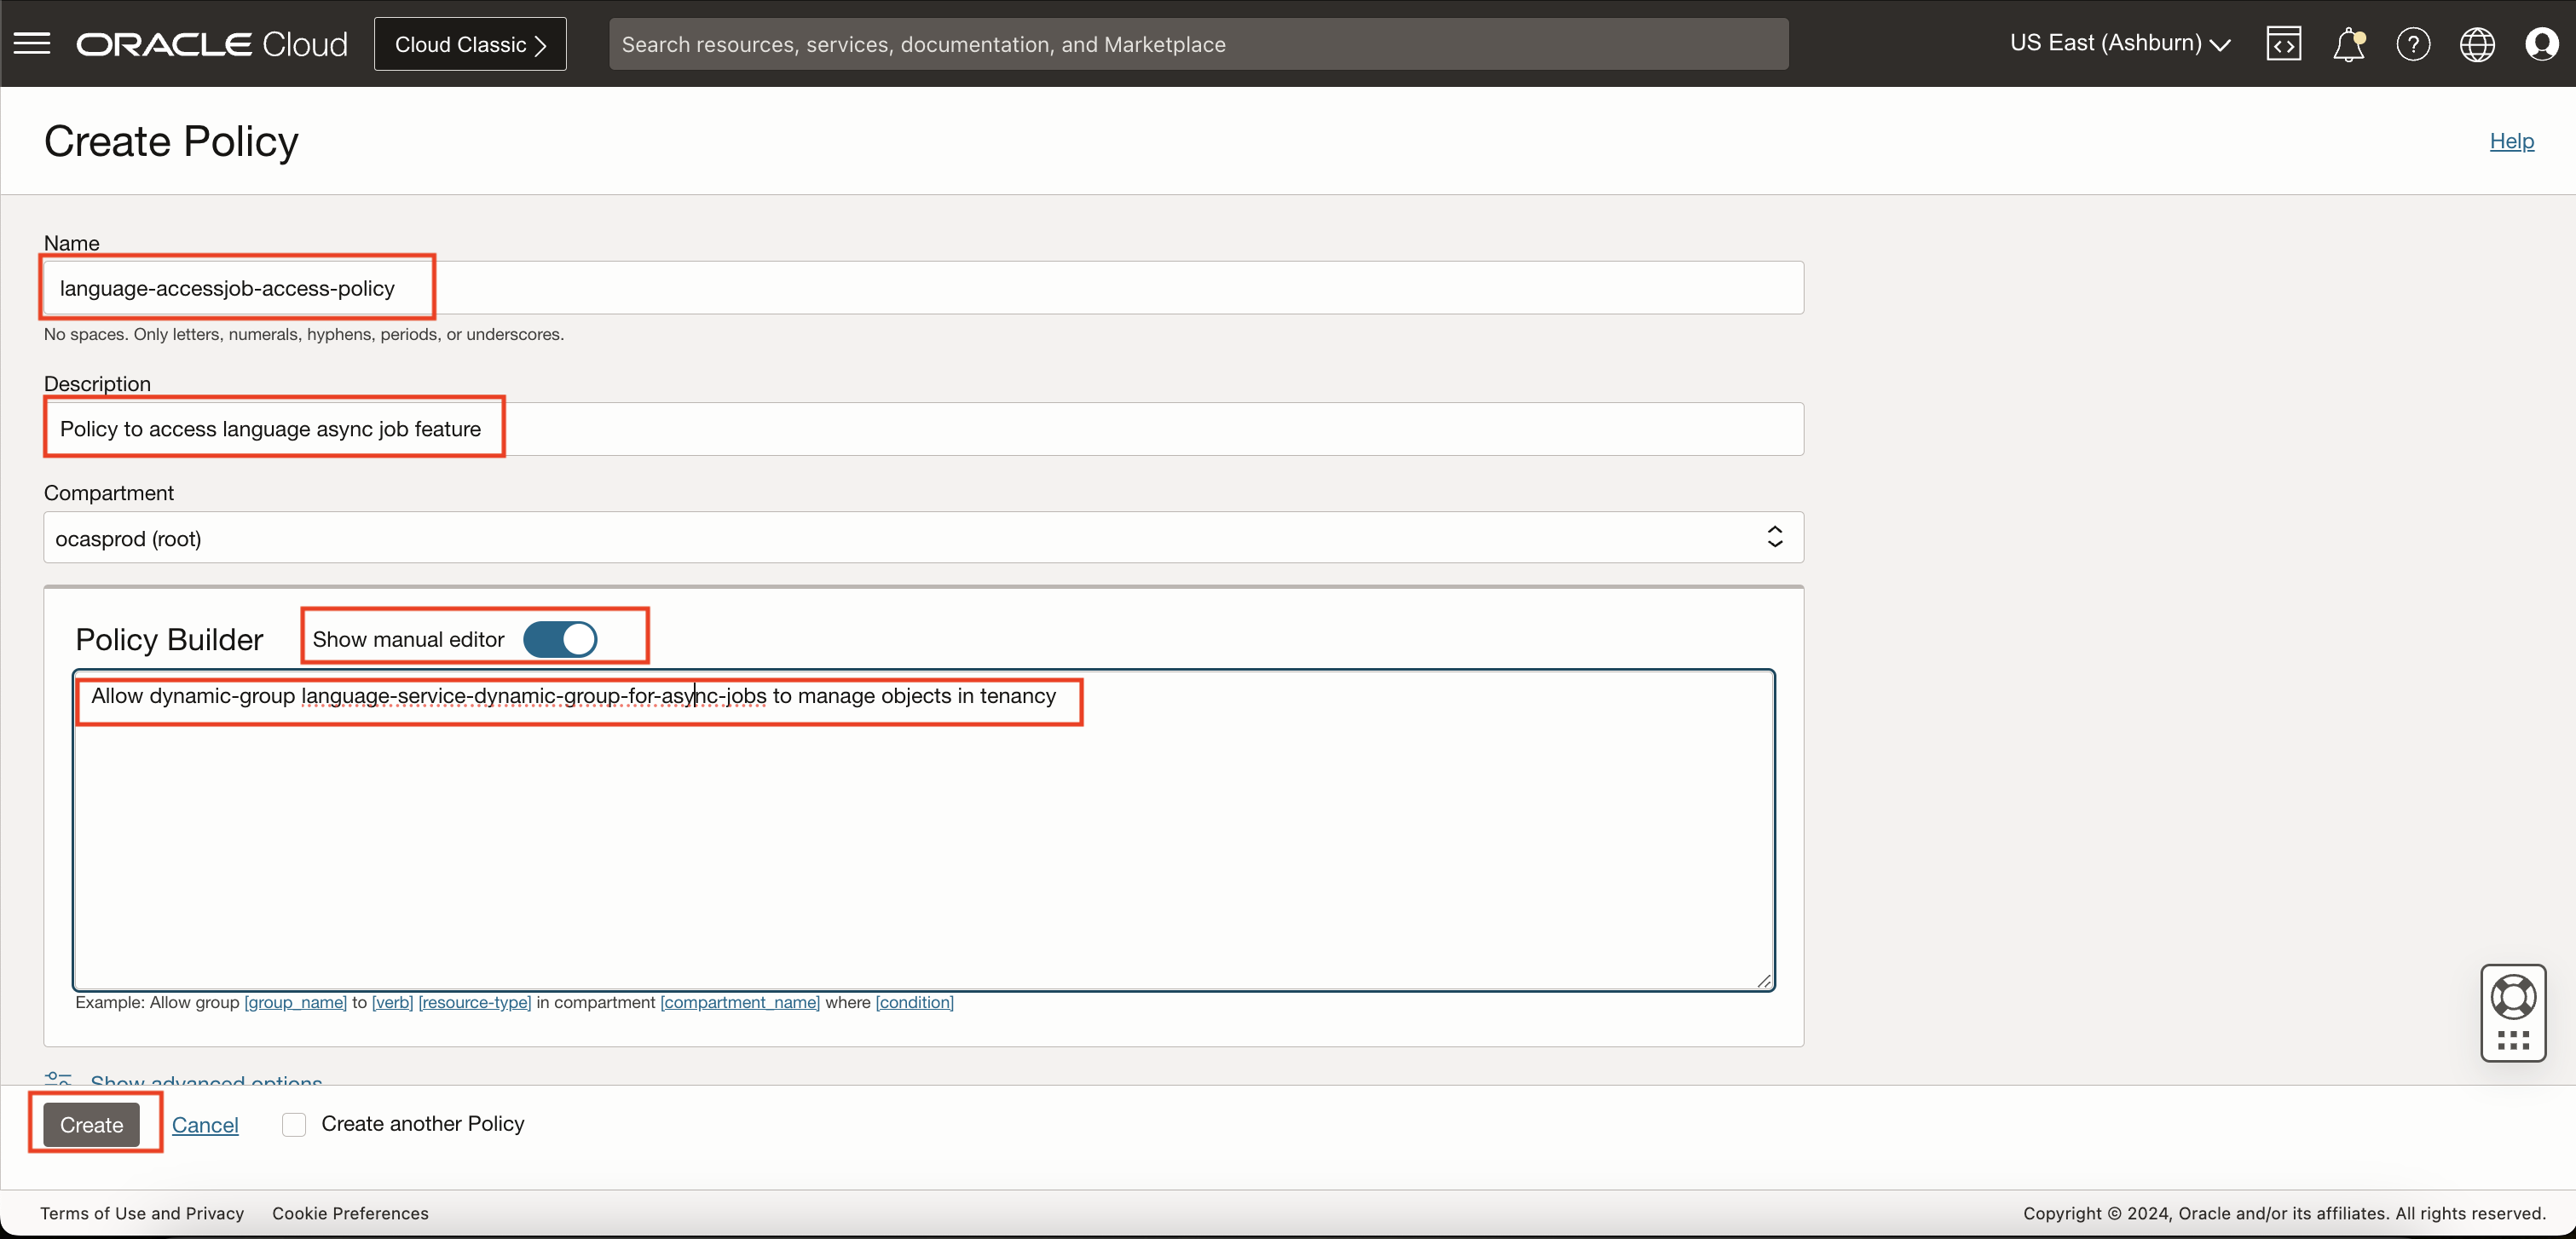 ORACLE Cloud Cloud Classic Search resources, services, documentation, and Marketplace US East (Ashburn)
Create Policy Help
Name
language-accessjob-access-policy
No spaces. Only letters, numerals, hyphens, periods, or underscores.
Description
Policy to access language async job feature
Compartment
ocasprod (root)
Policy Builder Show manual editor
Allow dynamic-group language-service-dynamic-group-for-async-jobs to manage objects in tenancy
Example: Allow group [group_name] to [verb] [resource-type] in compartment [compartment_name] where [condition]
Show advanced options
Create Cancel Create another Policy
Terms of Use and Privacy Cookie Preferences Copyright © 2024, Oracle and/or its affiliates. All rights reserved.